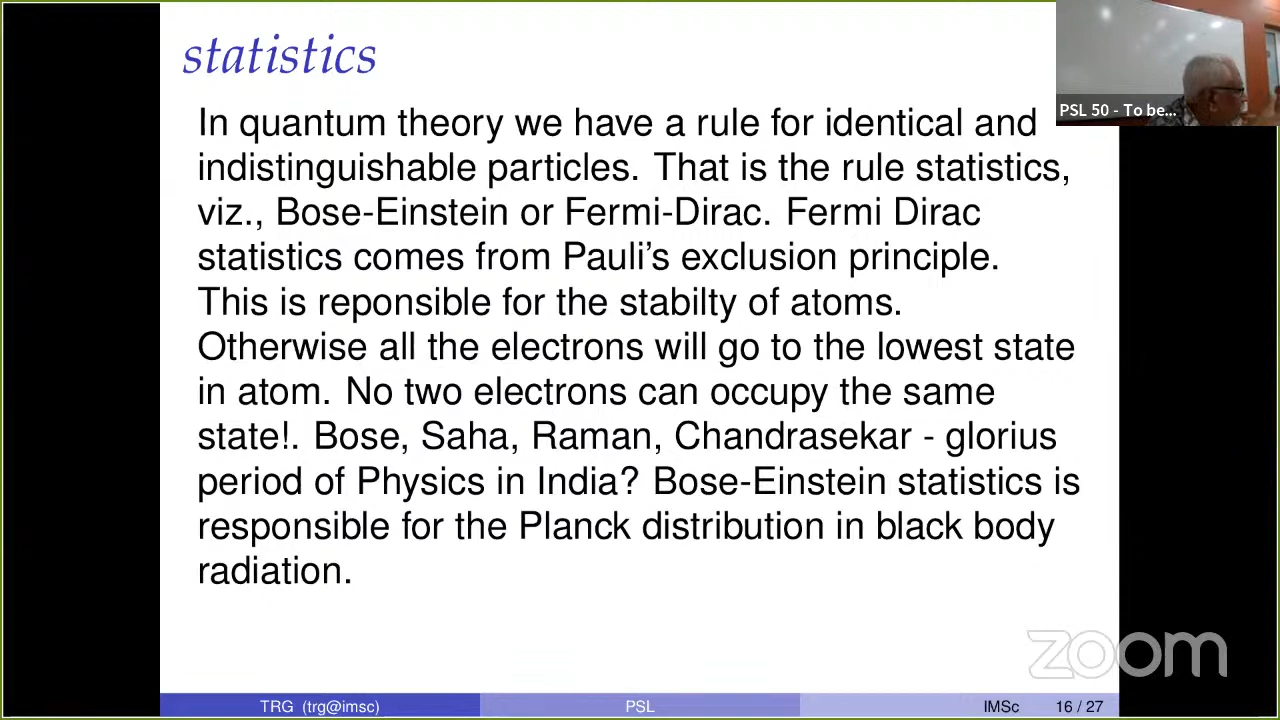 statistics
In quantum theory we have a rule for identical and
indistinguishable particles. That is the rule statistics,
viz., Bose-Einstein or Fermi-Dirac. Fermi Dirac
statistics comes from Pauli's exclusion principle.
This is reponsible for the stabilty of atoms.
Otherwise all the electrons will go to the lowest state
in atom. No two electrons can occupy the same
state!. Bose, Saha, Raman, Chandrasekar - glorius
period of Physics in India? Bose-Einstein statistics is
responsible for the Planck distribution in black body
radiation.
PSL 50 - To be...
zoom
TRG (trg@imsc) PSL IMSc 16 / 27